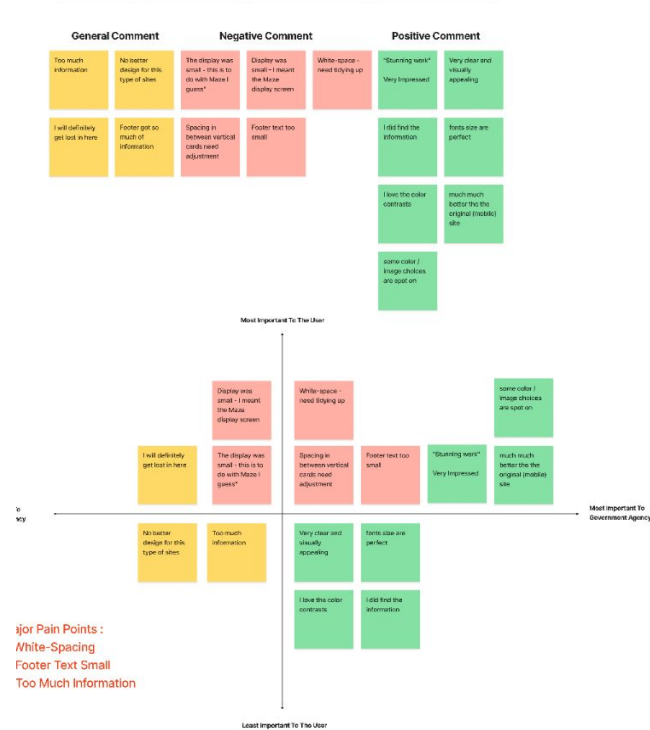 General Comment
Negative Comment
Positive Comment
Too much
information
No better
design for this
type of sites
The display was
small - this is to
do with Maze I
guess"
Display was
small - I meant
the Maze
display screen
White-space -
need tidying up
"Stunning work"
Very Impressed
Very clear and
visually
appealing
I will definitely
get lost in here
Footer got so
much of
information
Spacing in
between vertical
cards need
adjustment
Footer text too
small
I did find the
information
fonts size are
perfect
I love the color
contrasts
much much
better the the
original (mobile)
site
some color /
image choices
are spot on
Most Important To The User
Display was
small - I meant
the Maze
display screen
White-space -
need tidying up
some color /
image choices
are spot on
I will definitely
get lost in here
The display was
small - this is to
do with Maze I
guess"
Spacing in
between vertical
cards need
adjustment
Footer text too
small
"Stunning work"
Very Impressed
much much
better the the
original (mobile)
site
Most Important To
Government Agency
No better
design for this
type of sites
Too much
information
Very clear and
visually
appealing
fonts size are
perfect
I love the color
contrasts
I did find the
information
Pain Points :
White-Spacing
Footer Text Small
Too Much Information
Least Important To The User